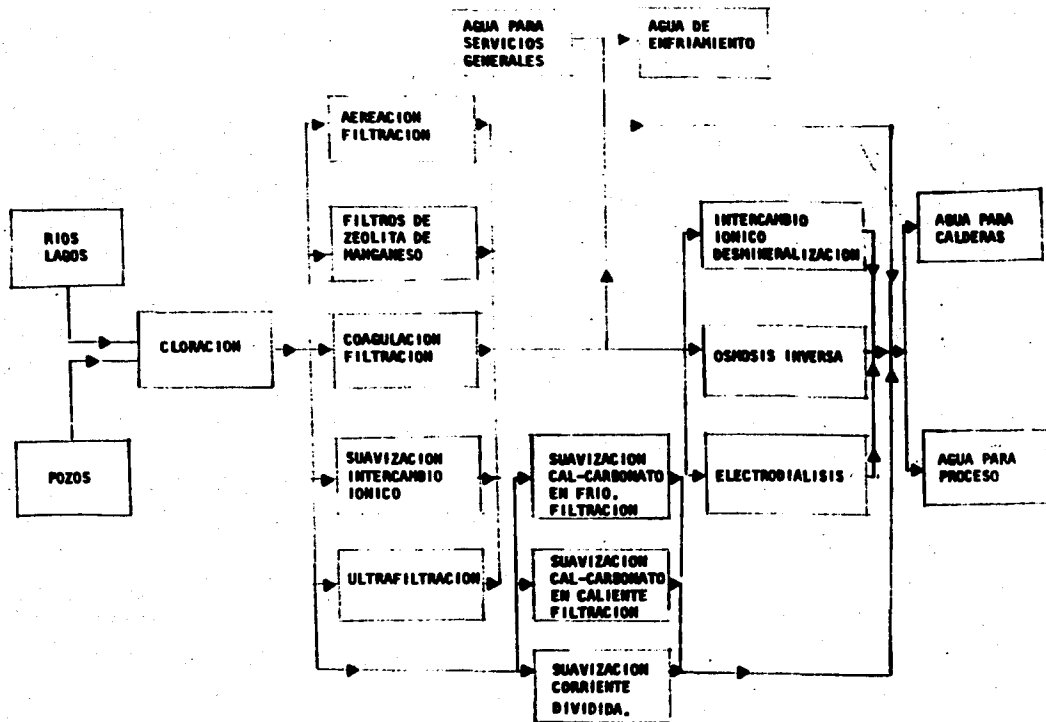 AGUA PARA
SERVICIOS
GENERALES
AGUA DE
ENFRIAMIENTO
AEREACION
FILTRACION
FILTROS DE
ZEOLITA DE
MANGANESO
INTERCAMBIO
IONICO
DESMINERALIZACION
AGUA PARA
CALDERAS
RIOS
LAGOS
CLORACION
COAGULACION
FILTRACION
OSMOSIS INVERSA
POZOS
SUAVIZACION
INTERCAMBIO
IONICO
SUAVIZACION
CAL-CARBONATO
EN FRIO.
FILTRACION
ELECTRODIALISIS
AGUA PARA
PROCESO
ULTRAFILTRACION
SUAVIZACION
CAL-CARBONATO
EN CALIENTE
FILTRACION
SUAVIZACION
CORRIENTE
DIVIDIDA.